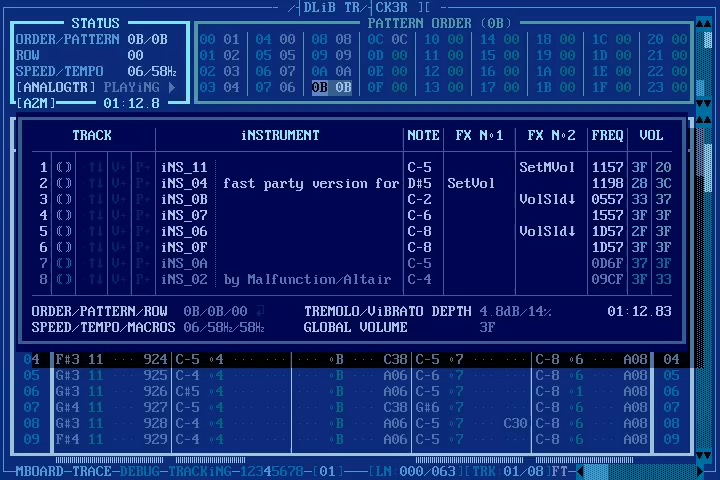 /┤DLiB TR/┤CK3R ][
STATUS
PATTERN ORDER (0B)
ORDER/PATTERN 0B/0B
ROW 00
SPEED/TEMPO 06/58Hz
[ANALOGTR] PLAYiNG
[A2M] 01:12.8
00 01 04 00 08 08 0C 0C 10 00 14 00 18 00 1C 00 20 00
01 02 05 05 09 09 0D 00 11 00 15 00 19 00 1D 00 21 00
02 03 06 07 0A 0A 0E 00 12 00 16 00 1A 00 1E 00 22 00
03 04 07 06 0B 0B 0F 00 13 00 17 00 1B 00 1F 00 23 00
TRACK iNSTRUMENT NOTE FX N○1 FX N○2 FREQ VOL
1 iNS_11 C-5 SetMVol 1157 3F 20
2 iNS_04 fast party version for D#5 SetVol 1198 28 3C
3 iNS_0B C-2 VolSld↓ 0557 33 37
4 iNS_07 C-6 1557 3F 3F
5 iNS_06 C-8 VolSld↓ 1D57 2F 3F
6 iNS_0F C-8 1D57 3F 3F
7 iNS_0A C-5 0D6F 37 3F
8 iNS_02 by Malfunction/Altair C-4 09CF 3F 33
ORDER/PATTERN/ROW 0B/0B/00 TREMOLO/ViBRATO DEPTH 4.8dB/14% 01:12.83
SPEED/TEMPO/MACROS 06/58Hz/58Hz GLOBAL VOLUME 3F
04 F#3 11 ··· 924 C-5 ○4 ○B C38 C-5 ○7 C-8 ○6 A08 04
05 G#3 11 925 C-4 ○4 ○B A06 C-6 ○7 C-8 ○6 A08 05
06 G#3 11 926 C#5 ○4 ○B A06 C-6 ○7 C-8 ○1 A08 06
07 G#4 11 927 C-5 ○4 ○B C38 G#6 ○7 C-8 ○6 A08 07
08 G#3 11 928 C-4 ○4 ○B A06 C-5 ○7 C30 C-8 ○6 A08 08
09 F#4 11 929 C-4 ○4 ○B A06 C-5 ○7 C-8 ○6 A08 09
MBOARD-TRACE-DEBUG-TRACKiNG-12345678-[01] [LN:000/063][TRK:01/08]FT